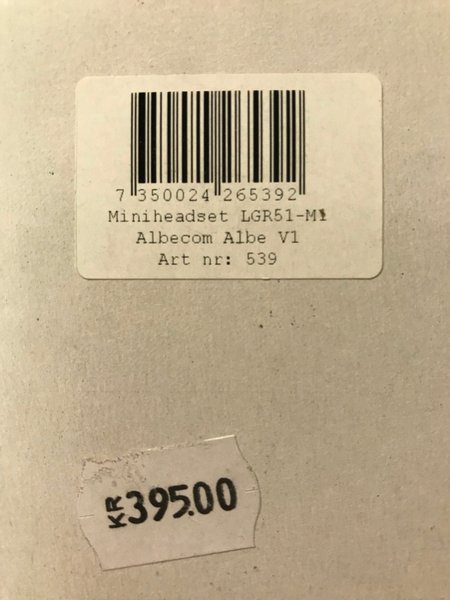 7 350024 265392
Miniheadset LGR51-M1
Albecom Albe V1
Art nr: 539
KR 395.00